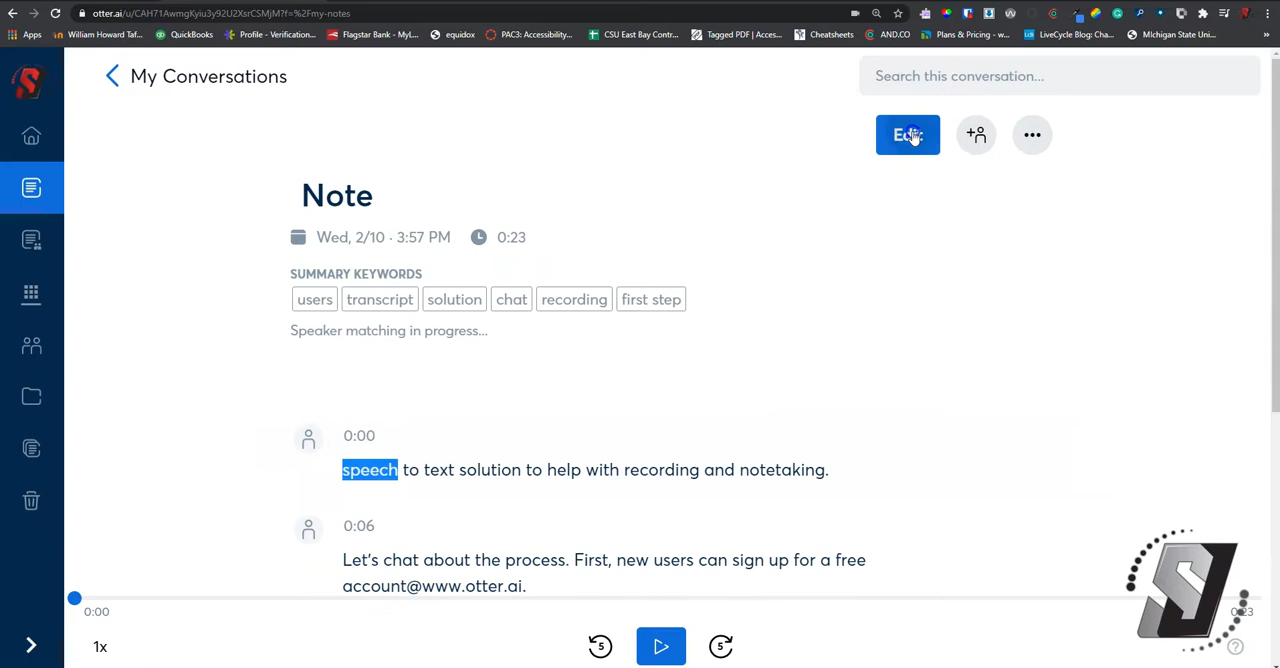 otter.ai/u/CAH71AwmgKyiu3y92U2XsrCSMjM?f=%2Fmy-notes
Apps William Howard Taf... QuickBooks Profile - Verification... Flagstar Bank - MyL... equidox PAC3: Accessibility... CSU East Bay Contr... Tagged PDF | Acces... Cheatsheets AND.CO Plans & Pricing - w... LiveCycle Blog: Cha... MIchigan State Uni...
My Conversations
Search this conversation...
Note
Wed, 2/10 · 3:57 PM 0:23
SUMMARY KEYWORDS
users transcript solution chat recording first step
Speaker matching in progress...
0:00
speech to text solution to help with recording and notetaking.
0:06
Let's chat about the process. First, new users can sign up for a free
account@www.otter.ai.
0:00
1x 5 5